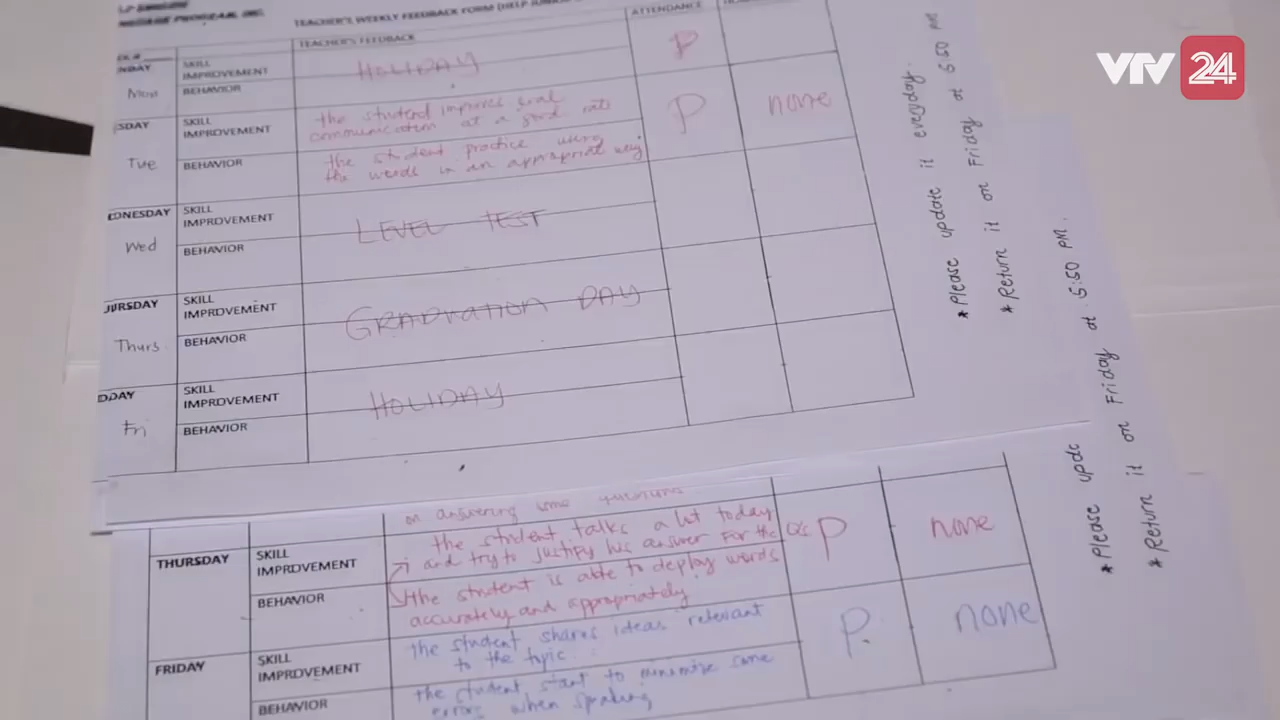 TEACHER'S WEEKLY FEEDBACK FORM
TEACHER'S FEEDBACK
ATTENDANCE
Mon
SKILL IMPROVEMENT
BEHAVIOR
HOLIDAY
P
Tue
SKILL IMPROVEMENT
the student improves oral
communication at a good rate
P
none
BEHAVIOR
the student practice using
the words in an appropriate way
Wed
SKILL IMPROVEMENT
BEHAVIOR
LEVEL TEST
Thurs
SKILL IMPROVEMENT
BEHAVIOR
GRADUATION DAY
Fri
SKILL IMPROVEMENT
BEHAVIOR
HOLIDAY
*Please update it everyday.
*Return it on Friday at 5:50 PM
on answering some questions
THURSDAY
SKILL IMPROVEMENT
the student talks a lot today
and try to justify his answer for the Qs
P
none
BEHAVIOR
the student is able to deploy words
accurately and appropriately
FRIDAY
SKILL IMPROVEMENT
the student shares ideas relevant
to the topic
P.
none
BEHAVIOR
the student start to minimize some
errors when speaking
*Please
*Return it on Friday at 5:50 PM.
VTV 24